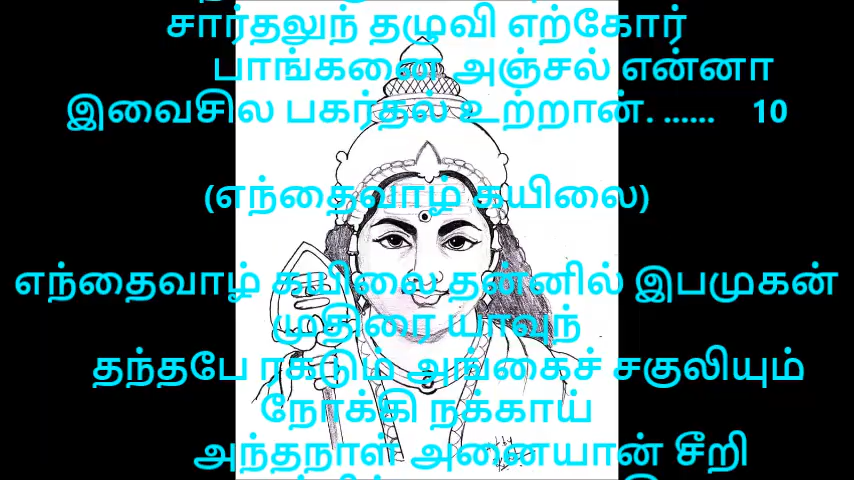 சார்தலுந் தழுவி எற்கோர்
பாங்கனை அஞ்சல் என்னா
இவைசில பகர்தல் உற்றான். ...... 10
(எந்தைவாழ் கயிலை)
எந்தைவாழ் கயிலை தன்னில் இபமுகன்
முதிரை யாவுந்
தந்தபே ரகடும் அங்கைச் சகுலியும்
நோக்கி நக்காய்
அந்தநாள் அனையான் சீறி